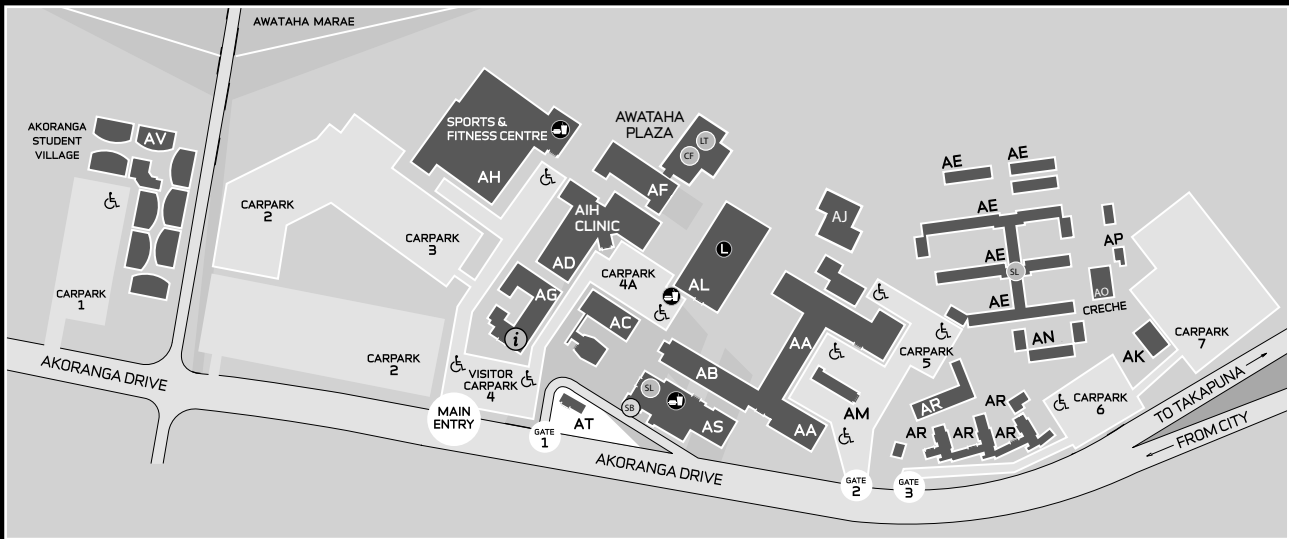 AWATAHA MARAE
AKORANGA
STUDENT
VILLAGE
AV
SPORTS &
FITNESS CENTRE
AH
AWATAHA
PLAZA
LT
CF
AF
AIH
CLINIC
AD
CARPARK
2
CARPARK
3
CARPARK
4A
L
AL
AJ
AE
AE
AE
AE
SL
AE
AP
AO
CRECHE
CARPARK
1
AG
i
AC
AA
CARPARK
5
AN
AK
CARPARK
7
AKORANGA DRIVE
CARPARK
2
VISITOR
CARPARK
4
AB
SL
SB
AS
AA
AM
AR
AR
AR
AR
AR
CARPARK
6
TO TAKAPUNA
FROM CITY
MAIN
ENTRY
GATE
1
AT
AKORANGA DRIVE
GATE
2
GATE
3